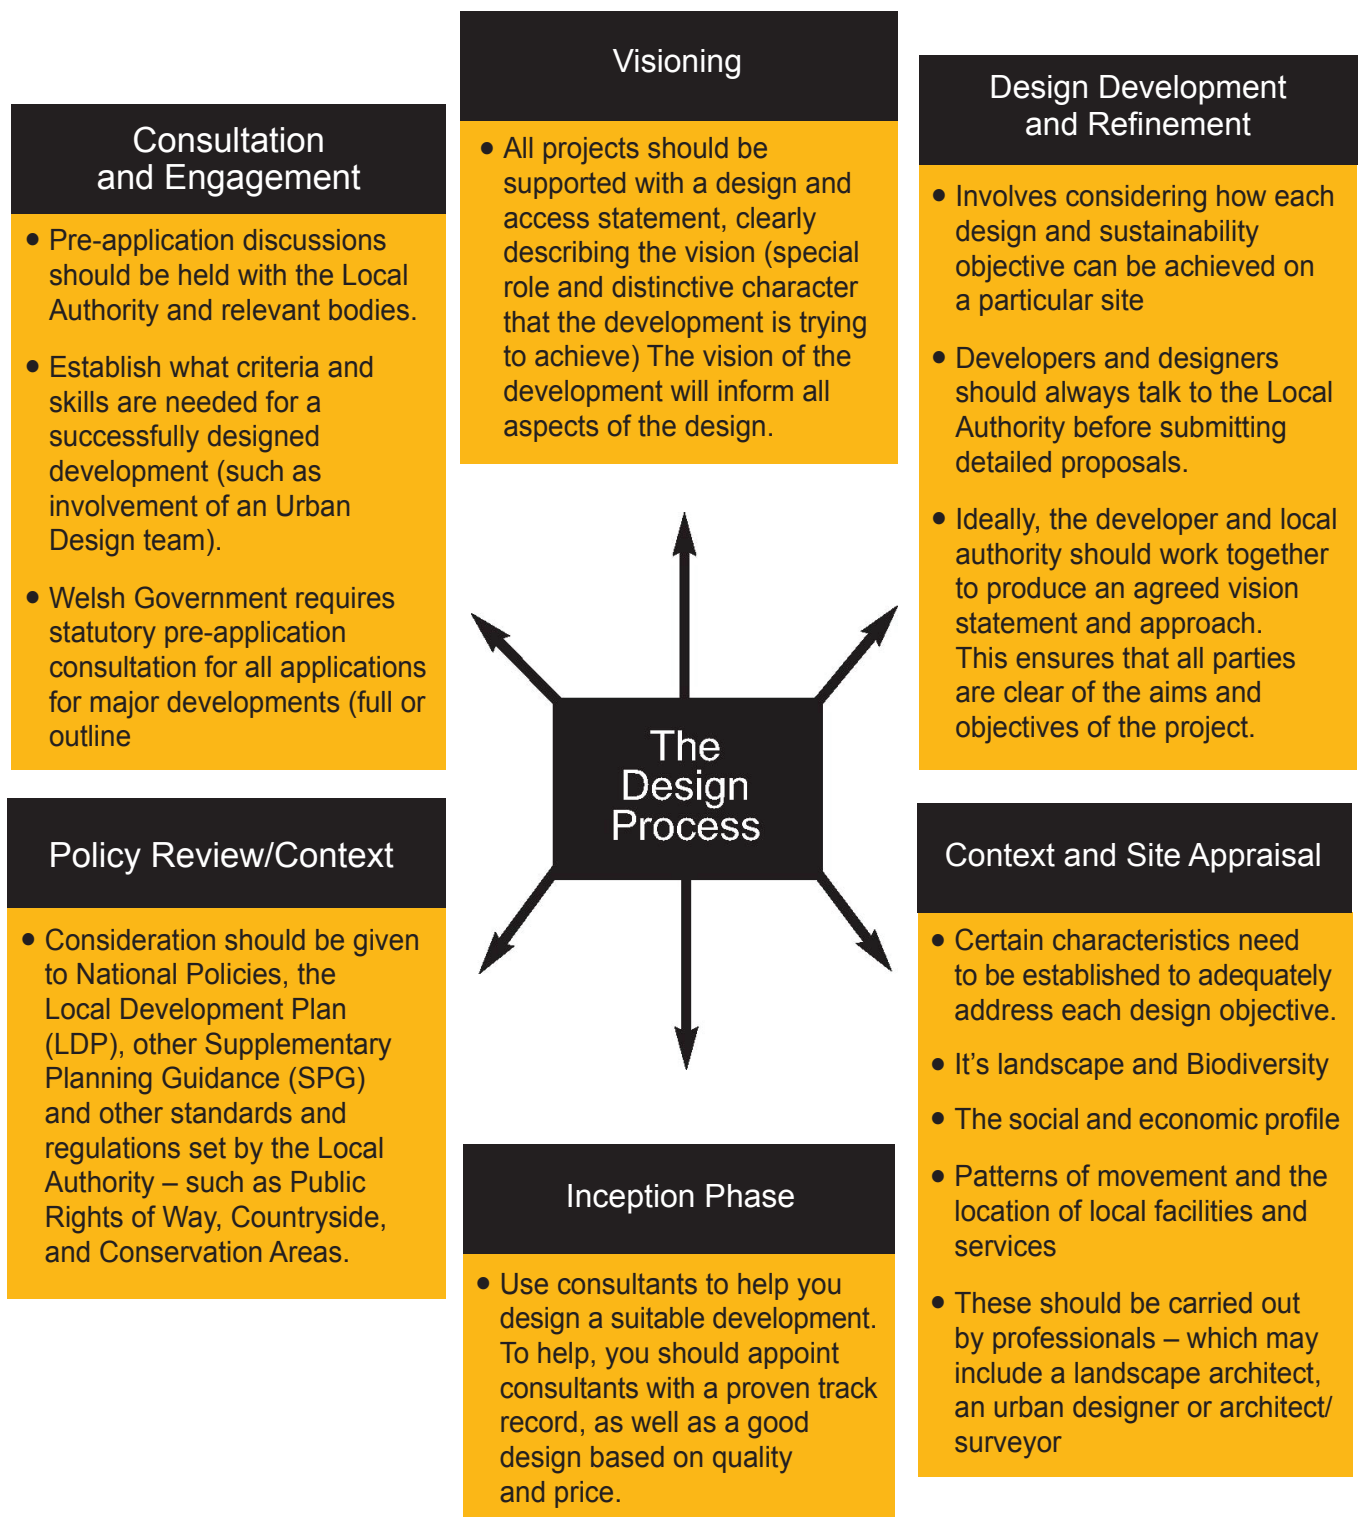 Visioning
• All projects should be
supported with a design and
access statement, clearly
describing the vision (special
role and distinctive character
that the development is trying
to achieve) The vision of the
development will inform all
aspects of the design.
Consultation
and Engagement
• Pre-application discussions
should be held with the Local
Authority and relevant bodies.
• Establish what criteria and
skills are needed for a
successfully designed
development (such as
involvement of an Urban
Design team).
• Welsh Government requires
statutory pre-application
consultation for all applications
for major developments (full or
outline
Design Development
and Refinement
• Involves considering how each
design and sustainability
objective can be achieved on
a particular site
• Developers and designers
should always talk to the Local
Authority before submitting
detailed proposals.
• Ideally, the developer and local
authority should work together
to produce an agreed vision
statement and approach.
This ensures that all parties
are clear of the aims and
objectives of the project.
The
Design
Process
Policy Review/Context
• Consideration should be given
to National Policies, the
Local Development Plan
(LDP), other Supplementary
Planning Guidance (SPG)
and other standards and
regulations set by the Local
Authority – such as Public
Rights of Way, Countryside,
and Conservation Areas.
Context and Site Appraisal
• Certain characteristics need
to be established to adequately
address each design objective.
• It's landscape and Biodiversity
• The social and economic profile
• Patterns of movement and the
location of local facilities and
services
• These should be carried out
by professionals – which may
include a landscape architect,
an urban designer or architect/
surveyor
Inception Phase
• Use consultants to help you
design a suitable development.
To help, you should appoint
consultants with a proven track
record, as well as a good
design based on quality
and price.